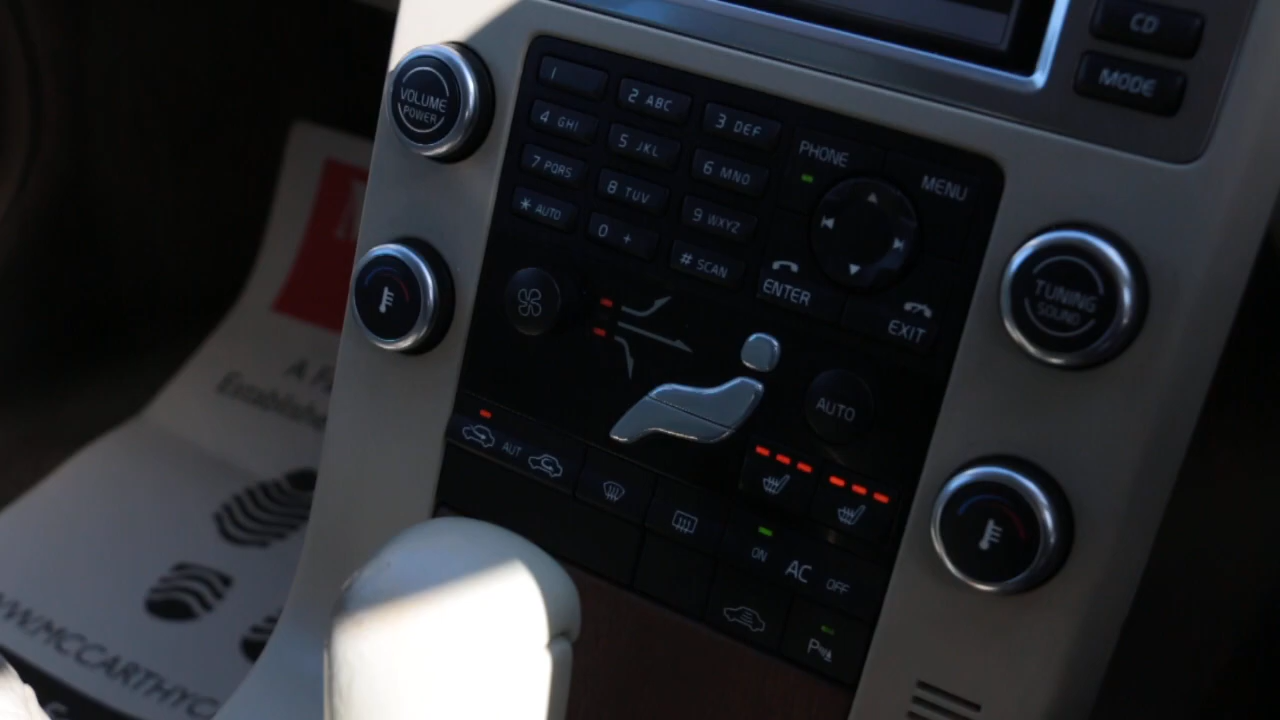 CD
MODE
VOLUME
POWER
1
2 ABC
3 DEF
4 GHI
5 JKL
6 MNO
7 PQRS
8 TUV
9 WXYZ
* AUTO
0 +
# SCAN
PHONE
MENU
ENTER
EXIT
TUNING
SOUND
AUTO
AUT
ON
AC
OFF
P
A
Establishe
WWW.MCCARTHYC